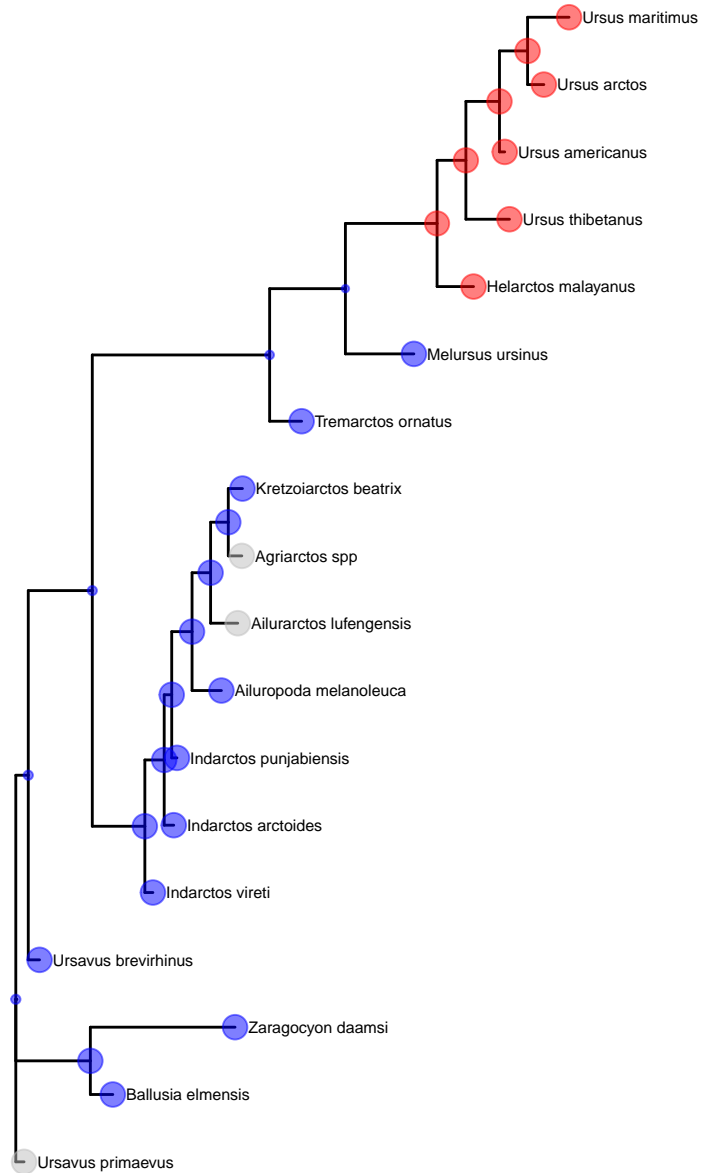 Ursus maritimus
Ursus arctos
Ursus americanus
Ursus thibetanus
Helarctos malayanus
Melursus ursinus
Tremarctos ornatus
Kretzoiarctos beatrix
Agriarctos spp
Ailurarctos lufengensis
Ailuropoda melanoleuca
Indarctos punjabiensis
Indarctos arctoides
Indarctos vireti
Ursavus brevirhinus
Zaragocyon daamsi
Ballusia elmensis
Ursavus primaevus